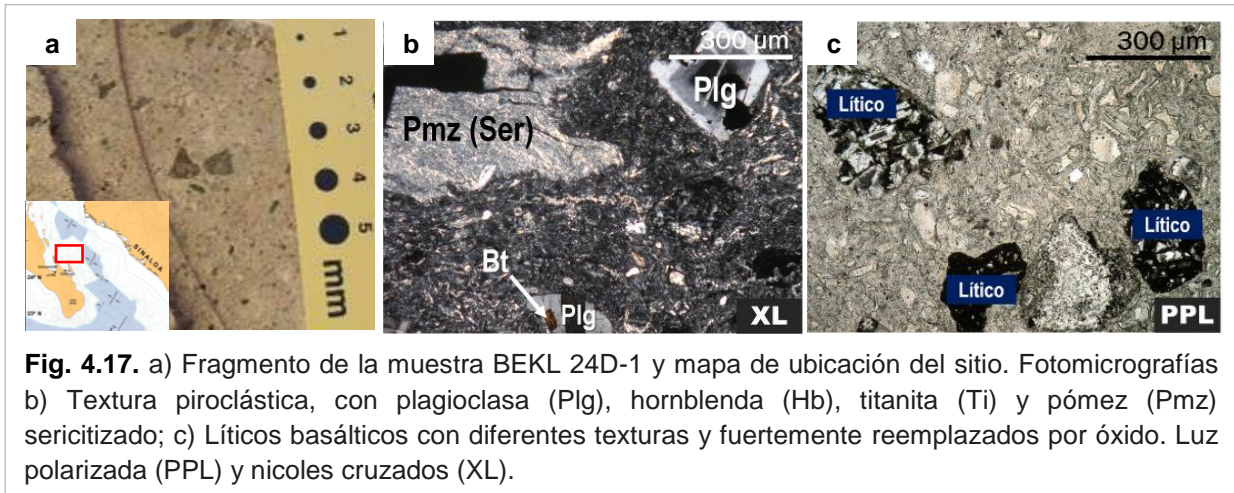 a
1
2
3
4
5
mm
SINALOA
b
300 µm
Plg
Pmz (Ser)
Bt
Plg
XL
c
300 µm
Lítico
Lítico
Lítico
PPL
Fig. 4.17. a) Fragmento de la muestra BEKL 24D-1 y mapa de ubicación del sitio. Fotomicrografías
b) Textura piroclástica, con plagioclasa (Plg), hornblenda (Hb), titanita (Ti) y pómez (Pmz)
sericitizado; c) Líticos basálticos con diferentes texturas y fuertemente reemplazados por óxido. Luz
polarizada (PPL) y nicoles cruzados (XL).